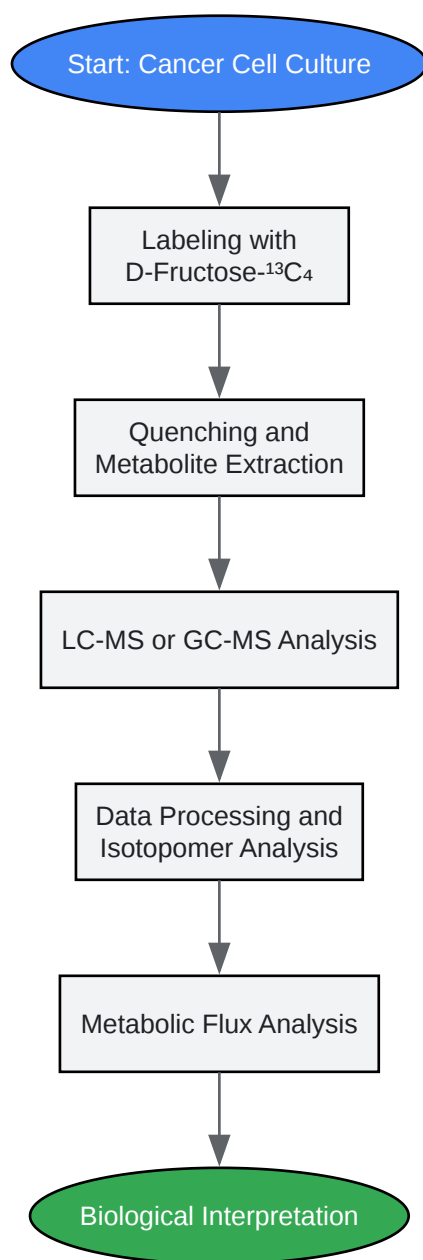 Start: Cancer Cell Culture
Labeling with
D-Fructose-¹³C₄
Quenching and
Metabolite Extraction
LC-MS or GC-MS Analysis
Data Processing and
Isotopomer Analysis
Metabolic Flux Analysis
Biological Interpretation